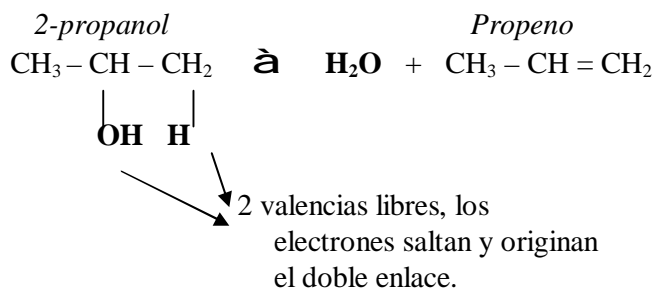 2-propanol Propeno
CH₃ – CH – CH₂ à H₂O + CH₃ – CH = CH₂
OH H
2 valencias libres, los
electrones saltan y originan
el doble enlace.